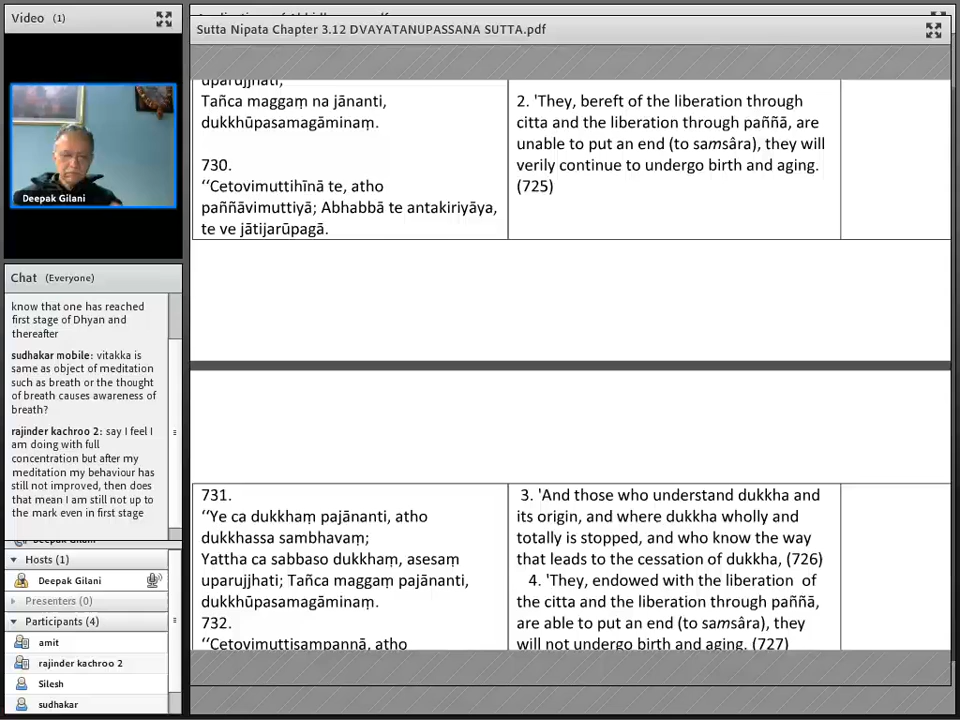 Video (1)
Deepak Gilani
Chat (Everyone)
know that one has reached
first stage of Dhyan and
thereafter
sudhakar mobile: vitakka is
same as object of meditation
such as breath or the thought
of breath causes awareness of
breath?
rajinder kachroo 2: say I feel I
am doing with full
concentration but after my
meditation my behaviour has
still not improved, then does
that mean I am still not up to
the mark even in first stage
Deepak Gilani
Hosts (1)
Deepak Gilani
Presenters (0)
Participants (4)
amit
rajinder kachroo 2
Silesh
sudhakar
Sutta Nipata Chapter 3.12 DVAYATANUPASSANA SUTTA.pdf
uparujjhati;
Tañca maggaṃ na jānanti,
dukkhūpasamagāminaṃ.
730.
‘‘Cetovimuttihīnā te, atho
paññāvimuttiyā; Abhabbā te antakiriyāya,
te ve jātijarūpagā.
2. 'They, bereft of the liberation through
citta and the liberation through paññā, are
unable to put an end (to samsâra), they will
verily continue to undergo birth and aging.
(725)
731.
‘‘Ye ca dukkhaṃ pajānanti, atho
dukkhassa sambhavaṃ;
Yattha ca sabbaso dukkhaṃ, asesaṃ
uparujjhati; Tañca maggaṃ pajānanti,
dukkhūpasamagāminaṃ.
732.
‘‘Cetovimuttisampannā, atho
3. 'And those who understand dukkha and
its origin, and where dukkha wholly and
totally is stopped, and who know the way
that leads to the cessation of dukkha, (726)
4. 'They, endowed with the liberation of
the citta and the liberation through paññā,
are able to put an end (to samsâra), they
will not undergo birth and aging. (727)